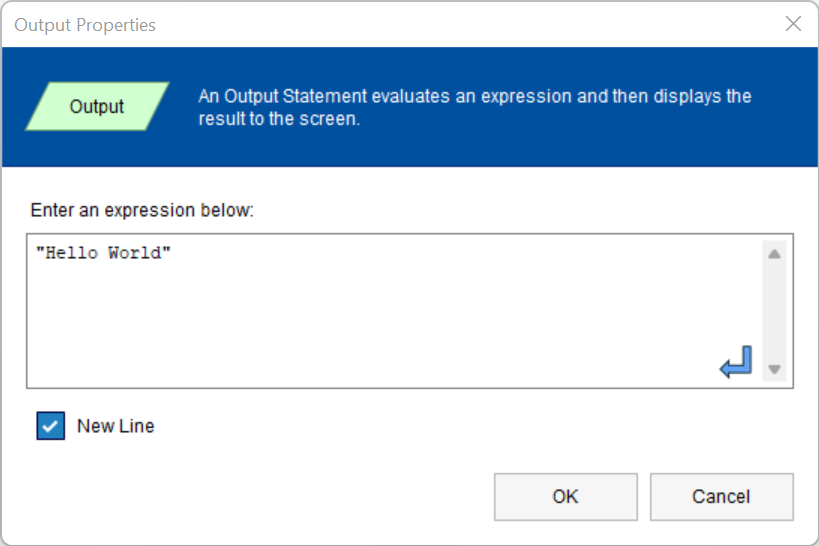 Output Properties
Output
An Output Statement evaluates an expression and then displays the
result to the screen.
Enter an expression below:
"Hello World"
New Line
OK
Cancel